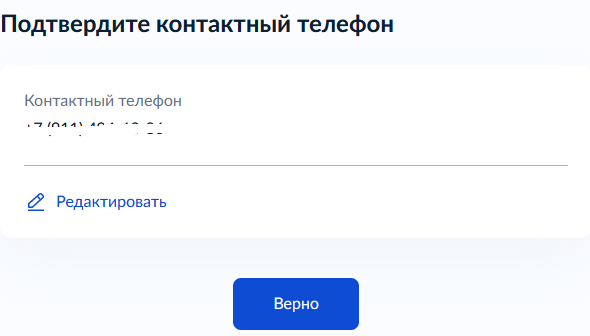 Подтвердите контактный телефон
Контактный телефон
Редактировать
Верно